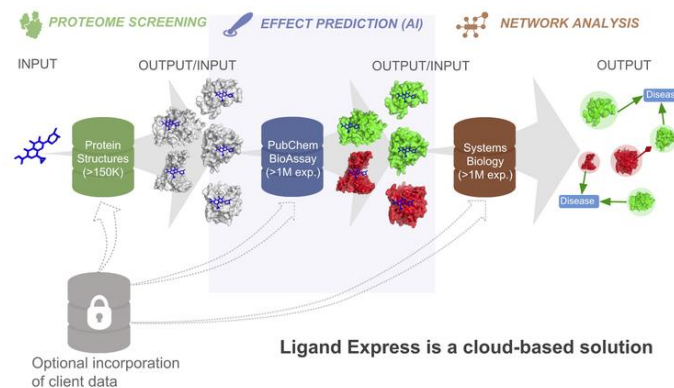 PROTEOME SCREENING
EFFECT PREDICTION (AI)
NETWORK ANALYSIS
INPUT
OUTPUT/INPUT
OUTPUT/INPUT
OUTPUT
Protein
Structures
(>150K)
PubChem
BioAssay
(>1M exp.)
Systems
Biology
(>1M exp.)
Disease
Disease
Optional incorporation
of client data
Ligand Express is a cloud-based solution